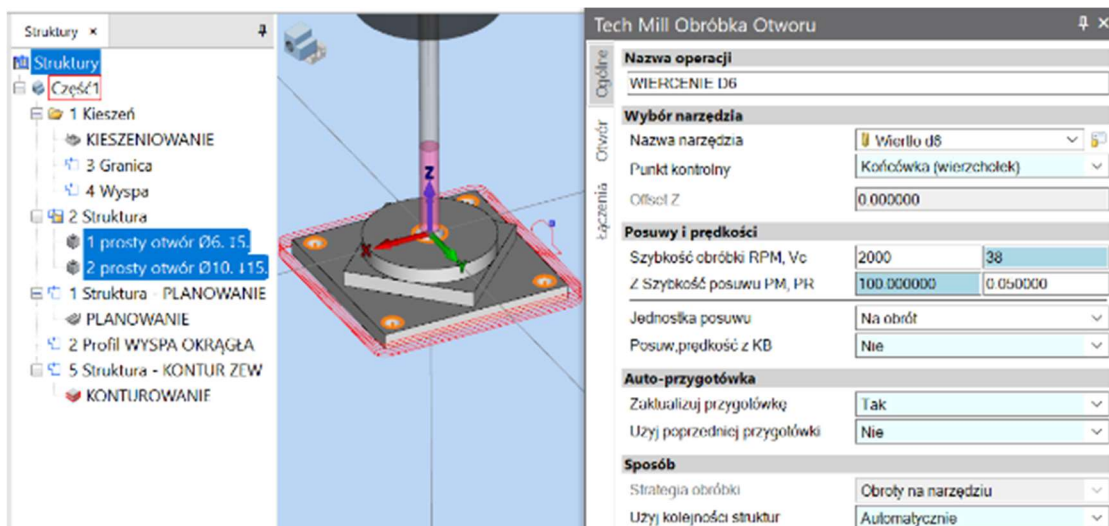 Struktury ×
Struktury
Część1
1 Kieszeń
KIESZENIOWANIE
3 Granica
4 Wyspa
2 Struktura
1 prosty otwór Ø6. ↧5.
2 prosty otwór Ø10. ↧15.
1 Struktura - PLANOWANIE
PLANOWANIE
2 Profil WYSPA OKRĄGŁA
5 Struktura - KONTUR ZEW
KONTUROWANIE
Z
X
Y
Tech Mill Obróbka Otworu
Ogólne
Otwór
Łączenia
Nazwa operacji
WIERCENIE D6
Wybór narzędzia
Nazwa narzędzia Wiertło d6
Punkt kontrolny Końcówka (wierzchołek)
Offset Z 0.000000
Posuwy i prędkości
Szybkość obróbki RPM, Vc 2000 38
Z Szybkość posuwu PM, PR 100.000000 0.050000
Jednostka posuwu Na obrót
Posuw,prędkość z KB Nie
Auto-przygotówka
Zaktualizuj przygotówkę Tak
Użyj poprzedniej przygotówki Nie
Sposób
Strategia obróbki Obroty na narzędziu
Użyj kolejności struktur Automatycznie